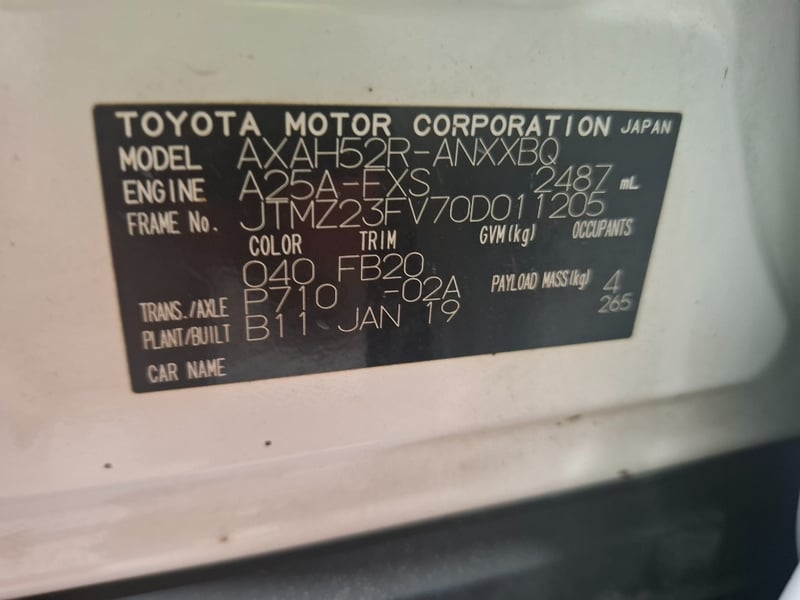 TOYOTA MOTOR CORPORATION JAPAN
MODEL AXAH52R-ANXXBQ
ENGINE A25A-FXS 2487 mL
FRAME No. JTMZ23FV70D011205
COLOR TRIM GVM(kg) OCCUPANTS
040 FB20
TRANS./AXLE P710 -02A PAYLOAD MASS(kg) 4
PLANT/BUILT B11 JAN 19 265
CAR NAME